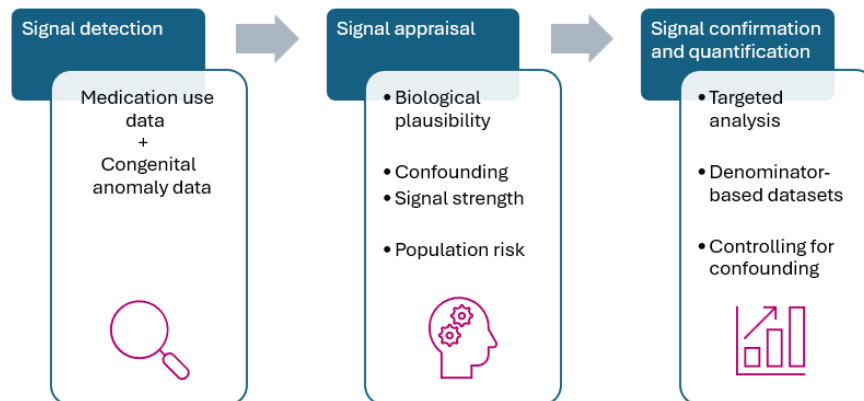 Signal detection
Medication use
data
+
Congenital
anomaly data
Signal appraisal
• Biological
plausibility
• Confounding
• Signal strength
• Population risk
Signal confirmation
and quantification
• Targeted
analysis
• Denominator-
based datasets
• Controlling for
confounding